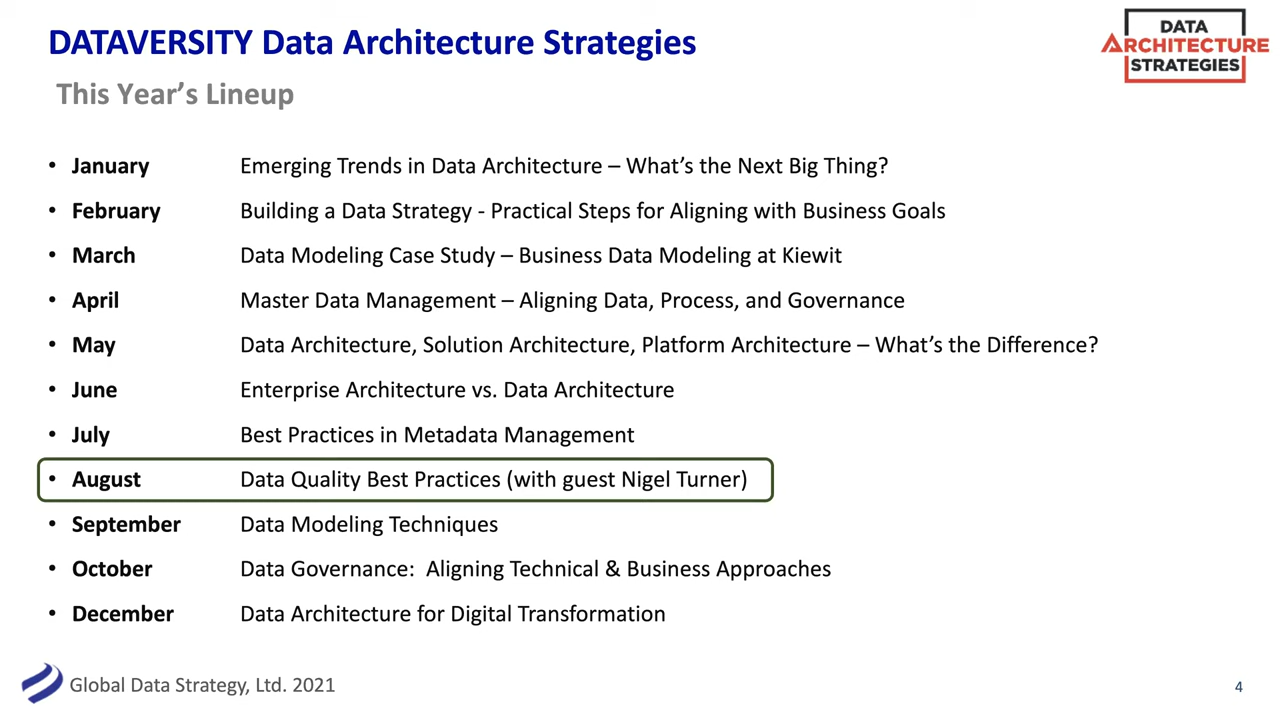 DATAVERSITY Data Architecture Strategies
DATA
ARCHITECTURE
STRATEGIES
This Year's Lineup
• January Emerging Trends in Data Architecture – What's the Next Big Thing?
• February Building a Data Strategy - Practical Steps for Aligning with Business Goals
• March Data Modeling Case Study – Business Data Modeling at Kiewit
• April Master Data Management – Aligning Data, Process, and Governance
• May Data Architecture, Solution Architecture, Platform Architecture – What's the Difference?
• June Enterprise Architecture vs. Data Architecture
• July Best Practices in Metadata Management
• August Data Quality Best Practices (with guest Nigel Turner)
• September Data Modeling Techniques
• October Data Governance: Aligning Technical & Business Approaches
• December Data Architecture for Digital Transformation
Global Data Strategy, Ltd. 2021
4